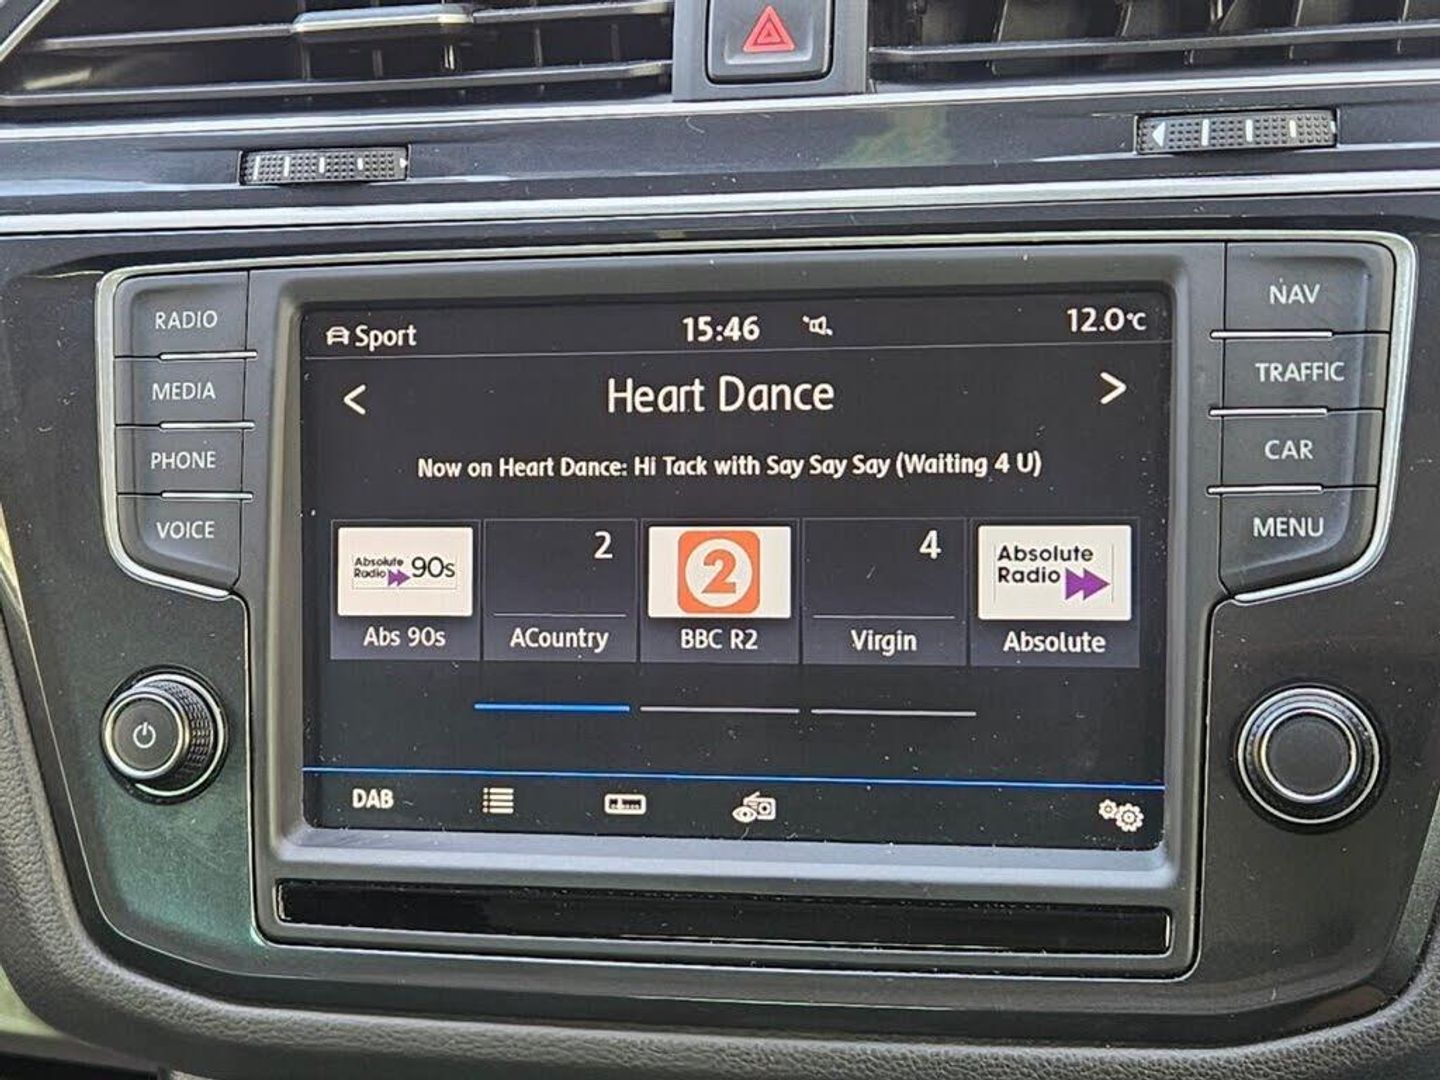 RADIO
MEDIA
PHONE
VOICE
NAV
TRAFFIC
CAR
MENU
Sport
15:46
12.0°C
< Heart Dance >
Now on Heart Dance: Hi Tack with Say Say Say (Waiting 4 U)
Absolute
Radio 90s
Abs 90s
2
ACountry
2
BBC R2
4
Virgin
Absolute
Radio
Absolute
DAB